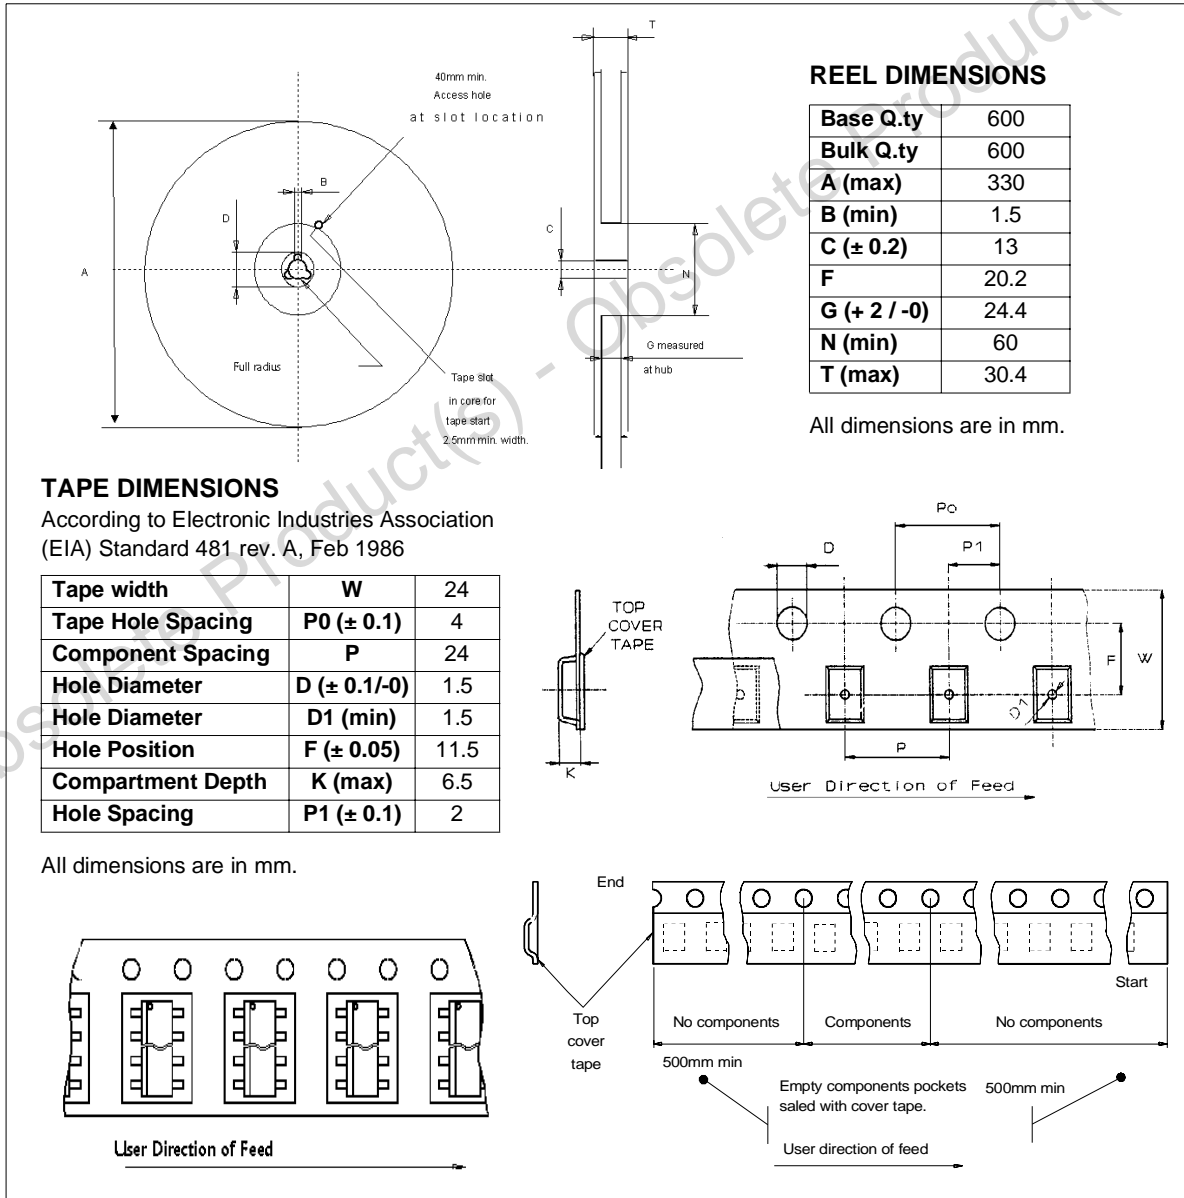 T
40mm min.
Access hole
at slot location
B
D
C
A
N
Full radius
Tape slot
in core for
tape start
2.5mm min. width.
G measured
at hub
REEL DIMENSIONS
Base Q.ty 600
Bulk Q.ty 600
A (max) 330
B (min) 1.5
C (± 0.2) 13
F 20.2
G (+ 2 / -0) 24.4
N (min) 60
T (max) 30.4
All dimensions are in mm.
TAPE DIMENSIONS
According to Electronic Industries Association
(EIA) Standard 481 rev. A, Feb 1986
Tape width W 24
Tape Hole Spacing P0 (± 0.1) 4
Component Spacing P 24
Hole Diameter D (± 0.1/-0) 1.5
Hole Diameter D1 (min) 1.5
Hole Position F (± 0.05) 11.5
Compartment Depth K (max) 6.5
Hole Spacing P1 (± 0.1) 2
All dimensions are in mm.
Po
D
P1
TOP
COVER
TAPE
F
W
D1
P
K
User Direction of Feed
End
Start
Top
cover
tape
No components
Components
No components
500mm min
Empty components pockets
saled with cover tape.
500mm min
User direction of feed
User Direction of Feed
Obsolete Product(s) - Obsolete Product(